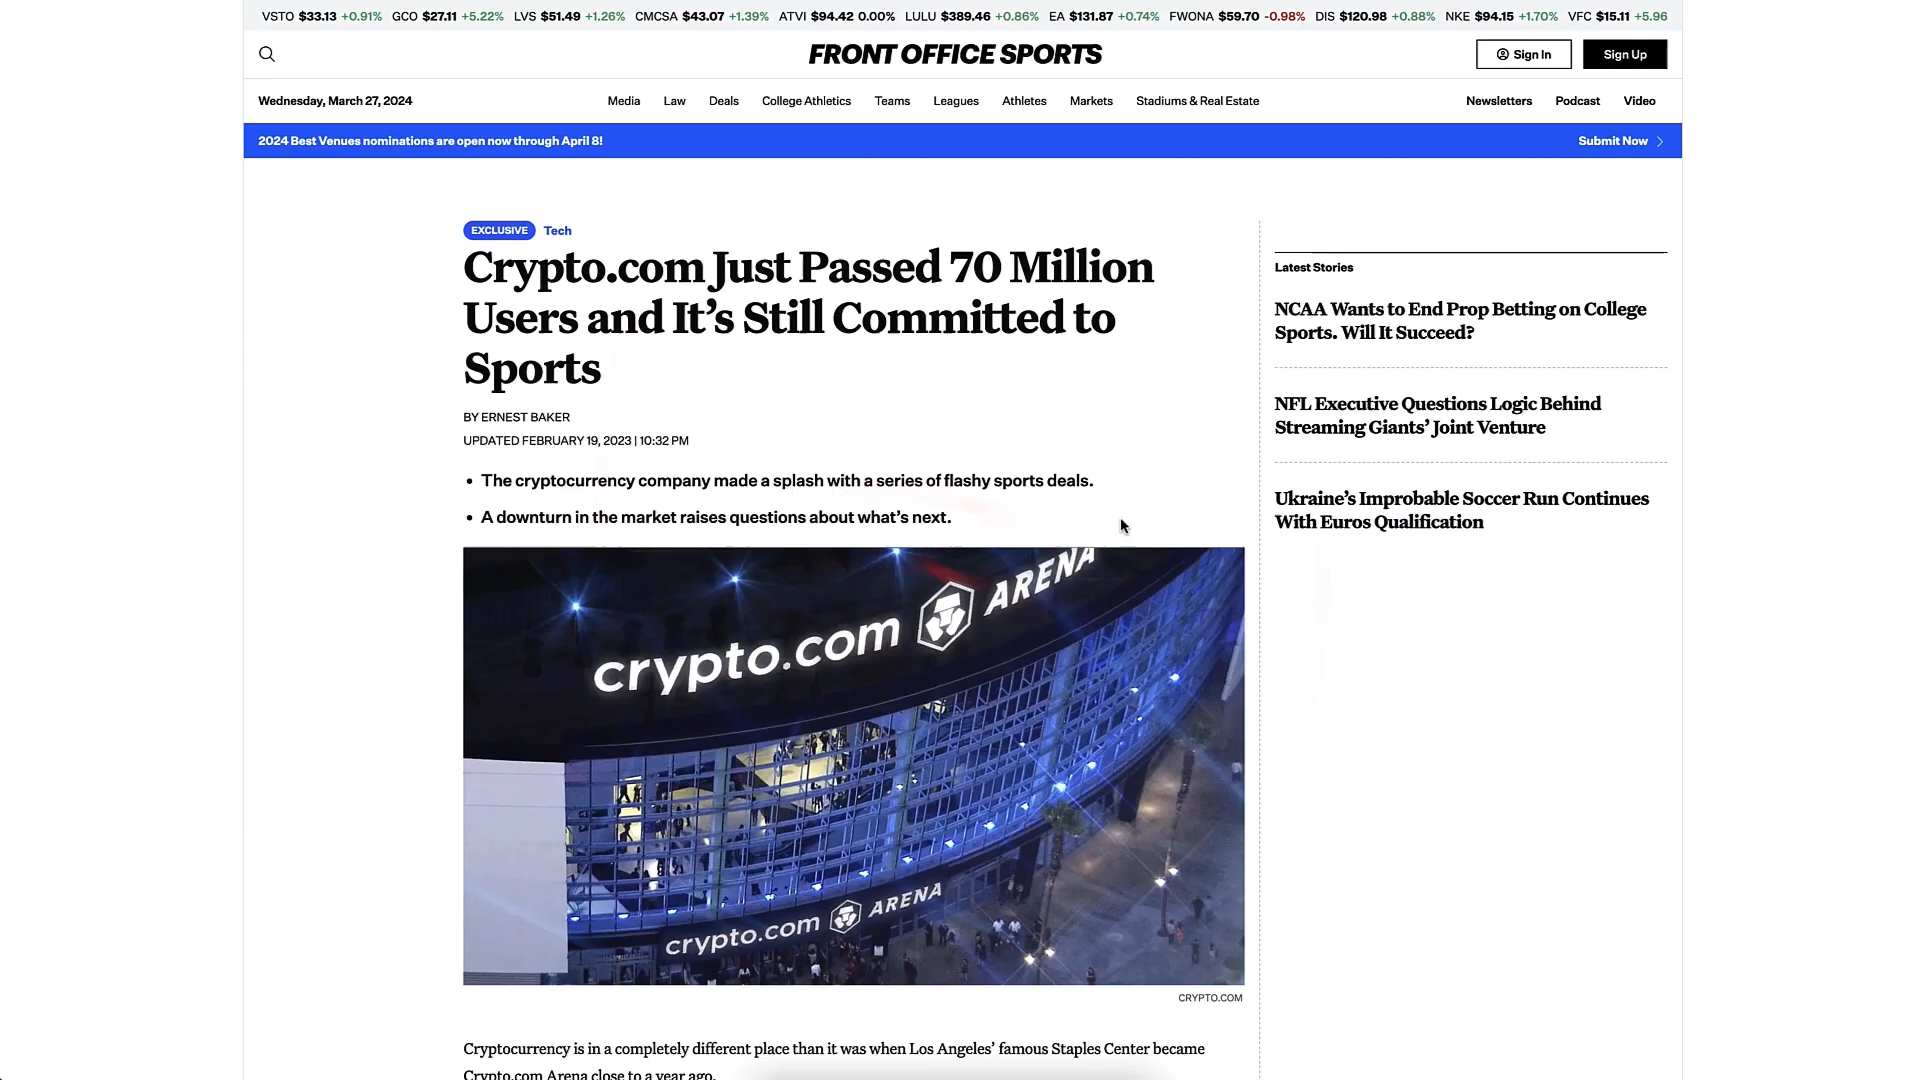 VSTO $33.13 +0.91% GCO $27.11 +5.22% LVS $51.49 +1.26% CMCSA $43.07 +1.39% ATVI $94.42 0.00% LULU $389.46 +0.86% EA $131.87 +0.74% FWONA $59.70 -0.98% DIS $120.98 +0.88% NKE $94.15 +1.70% VFC $15.11 +5.96
FRONT OFFICE SPORTS
Sign In
Sign Up
Wednesday, March 27, 2024
Media Law Deals College Athletics Teams Leagues Athletes Markets Stadiums & Real Estate
Newsletters Podcast Video
2024 Best Venues nominations are open now through April 8!
Submit Now
EXCLUSIVE Tech
Crypto.com Just Passed 70 Million
Users and It’s Still Committed to
Sports
BY ERNEST BAKER
UPDATED FEBRUARY 19, 2023 | 10:32 PM
• The cryptocurrency company made a splash with a series of flashy sports deals.
• A downturn in the market raises questions about what’s next.
crypto.com ARENA
crypto.com ARENA
CRYPTO.COM
Cryptocurrency is in a completely different place than it was when Los Angeles’ famous Staples Center became
Crypto.com Arena close to a year ago.
Latest Stories
NCAA Wants to End Prop Betting on College
Sports. Will It Succeed?
NFL Executive Questions Logic Behind
Streaming Giants’ Joint Venture
Ukraine’s Improbable Soccer Run Continues
With Euros Qualification